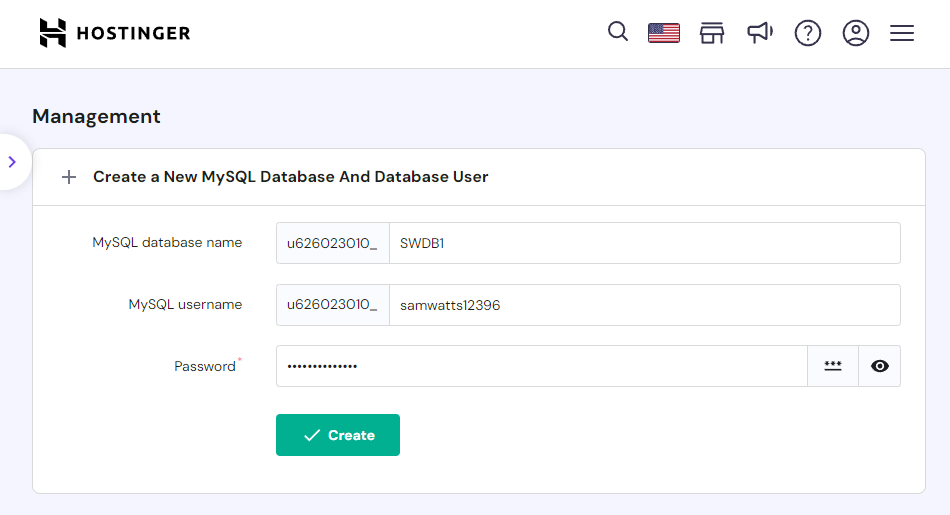 HOSTINGER
Management
Create a New MySQL Database And Database User
MySQL database name u626023010_ SWDB1
MySQL username u626023010_ samwatts12396
Password* ••••••••••••••
Create